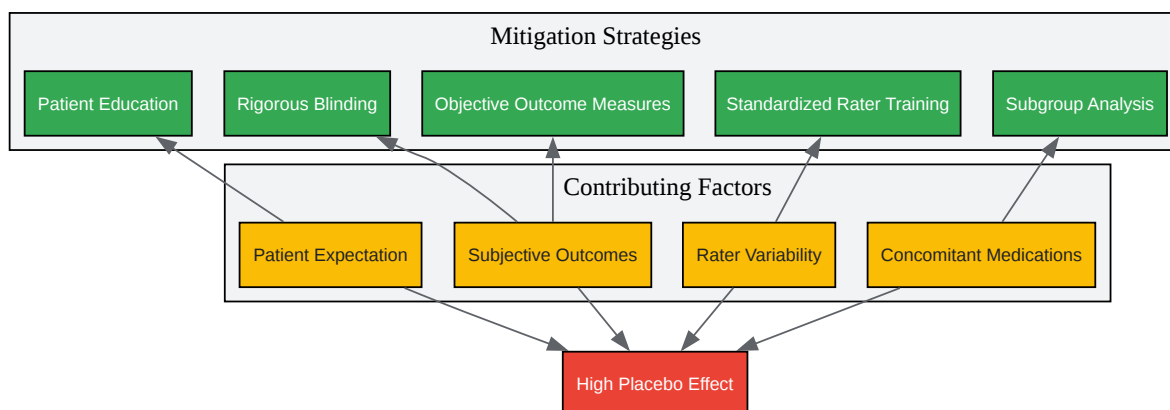 Mitigation Strategies
Patient Education
Rigorous Blinding
Objective Outcome Measures
Standardized Rater Training
Subgroup Analysis
Contributing Factors
Patient Expectation
Subjective Outcomes
Rater Variability
Concomitant Medications
High Placebo Effect